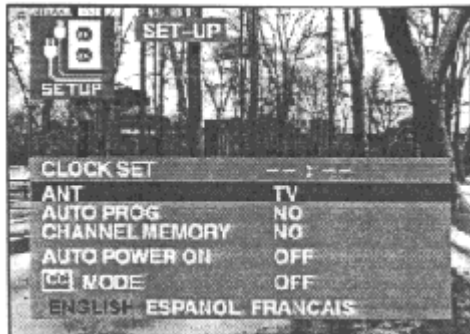 SET-UP
SETUP
CLOCK SET --:--
ANT TV
AUTO PROG NO
CHANNEL MEMORY NO
AUTO POWER ON OFF
CC MODE OFF
ENGLISH ESPANOL FRANCAIS